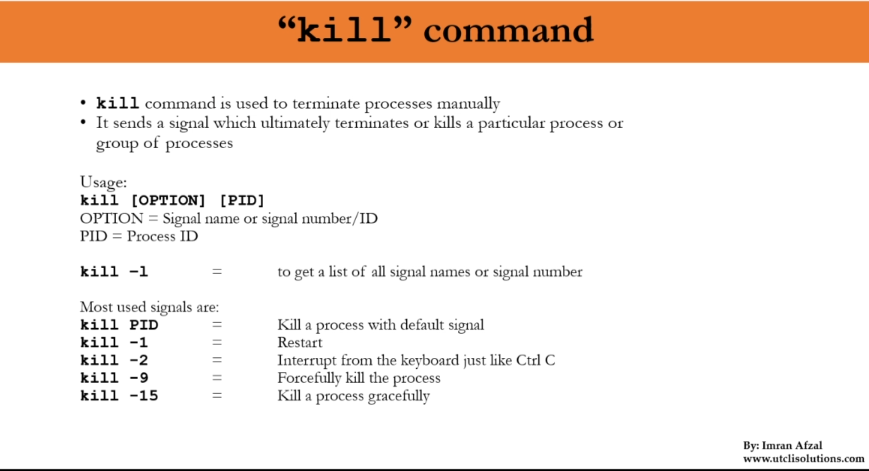 “kill” command
• kill command is used to terminate processes manually
• It sends a signal which ultimately terminates or kills a particular process or
group of processes
Usage:
kill [OPTION] [PID]
OPTION = Signal name or signal number/ID
PID = Process ID
kill –l = to get a list of all signal names or signal number
Most used signals are:
kill PID = Kill a process with default signal
kill –1 = Restart
kill –2 = Interrupt from the keyboard just like Ctrl C
kill –9 = Forcefully kill the process
kill –15 = Kill a process gracefully
By: Imran Afzal
www.utclisolutions.com